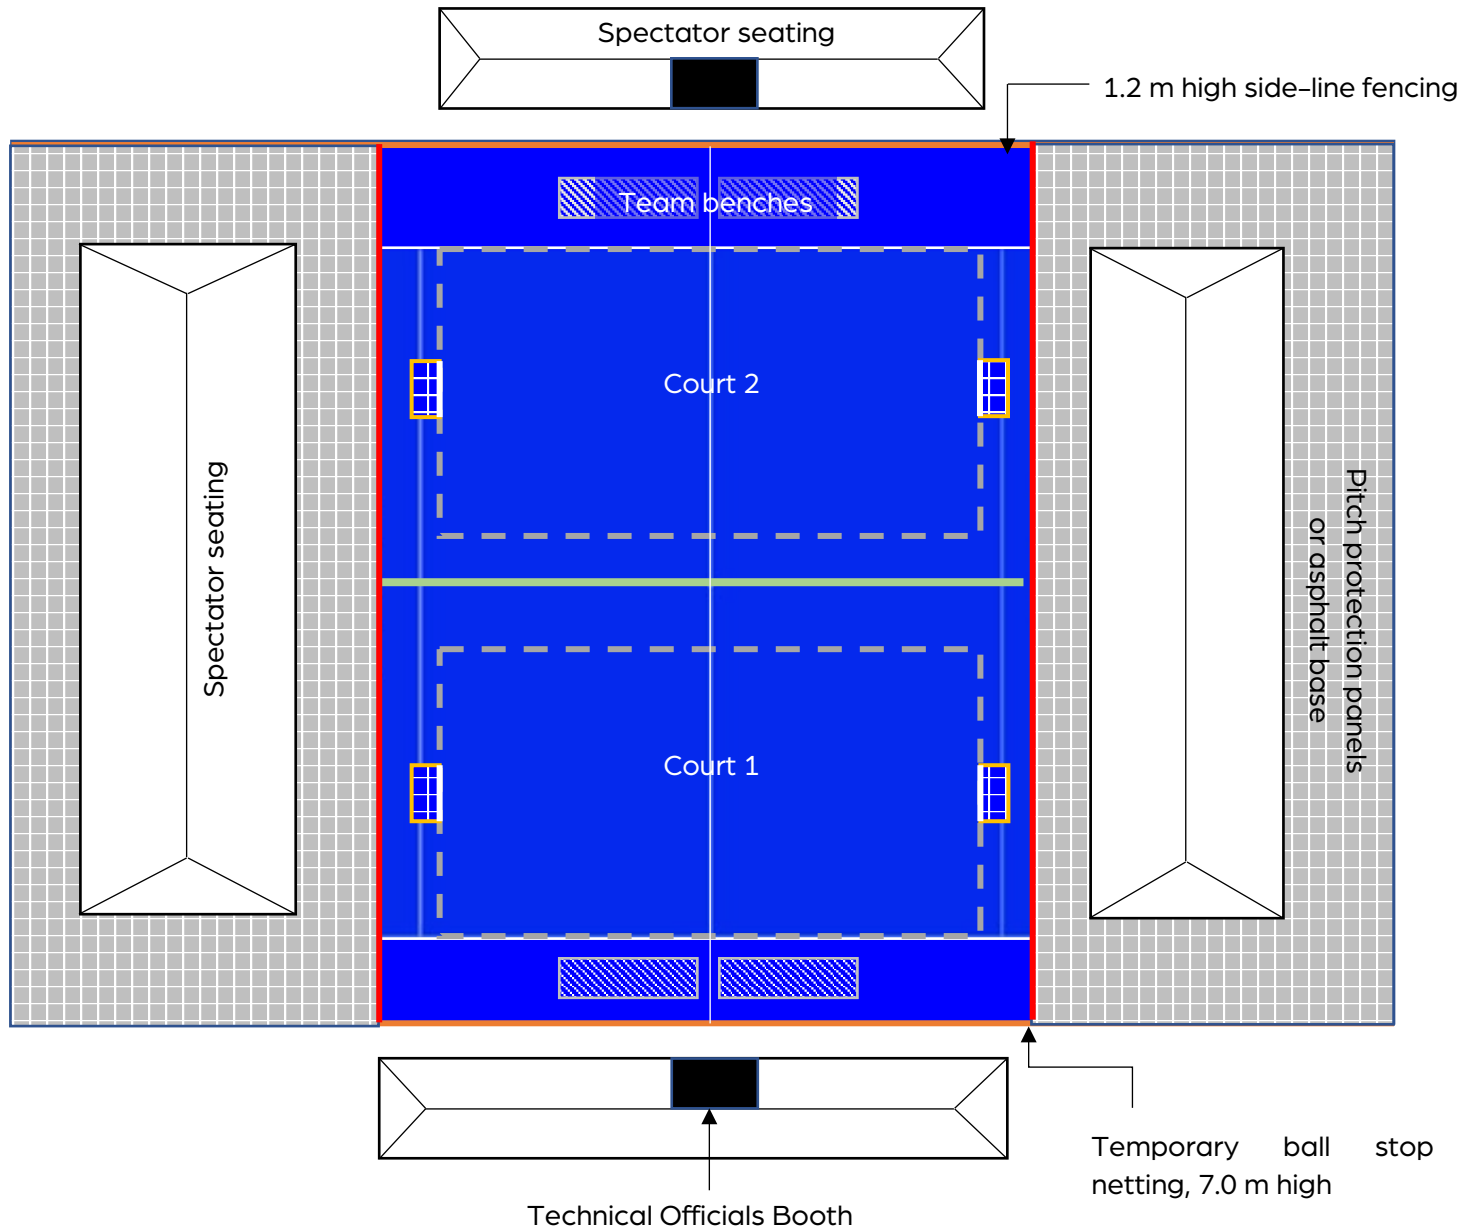 Spectator seating
1.2 m high side-line fencing
Team benches
Court 2
Spectator seating
Pitch protection panels
or asphalt base
Court 1
Temporary ball stop
netting, 7.0 m high
Technical Officials Booth